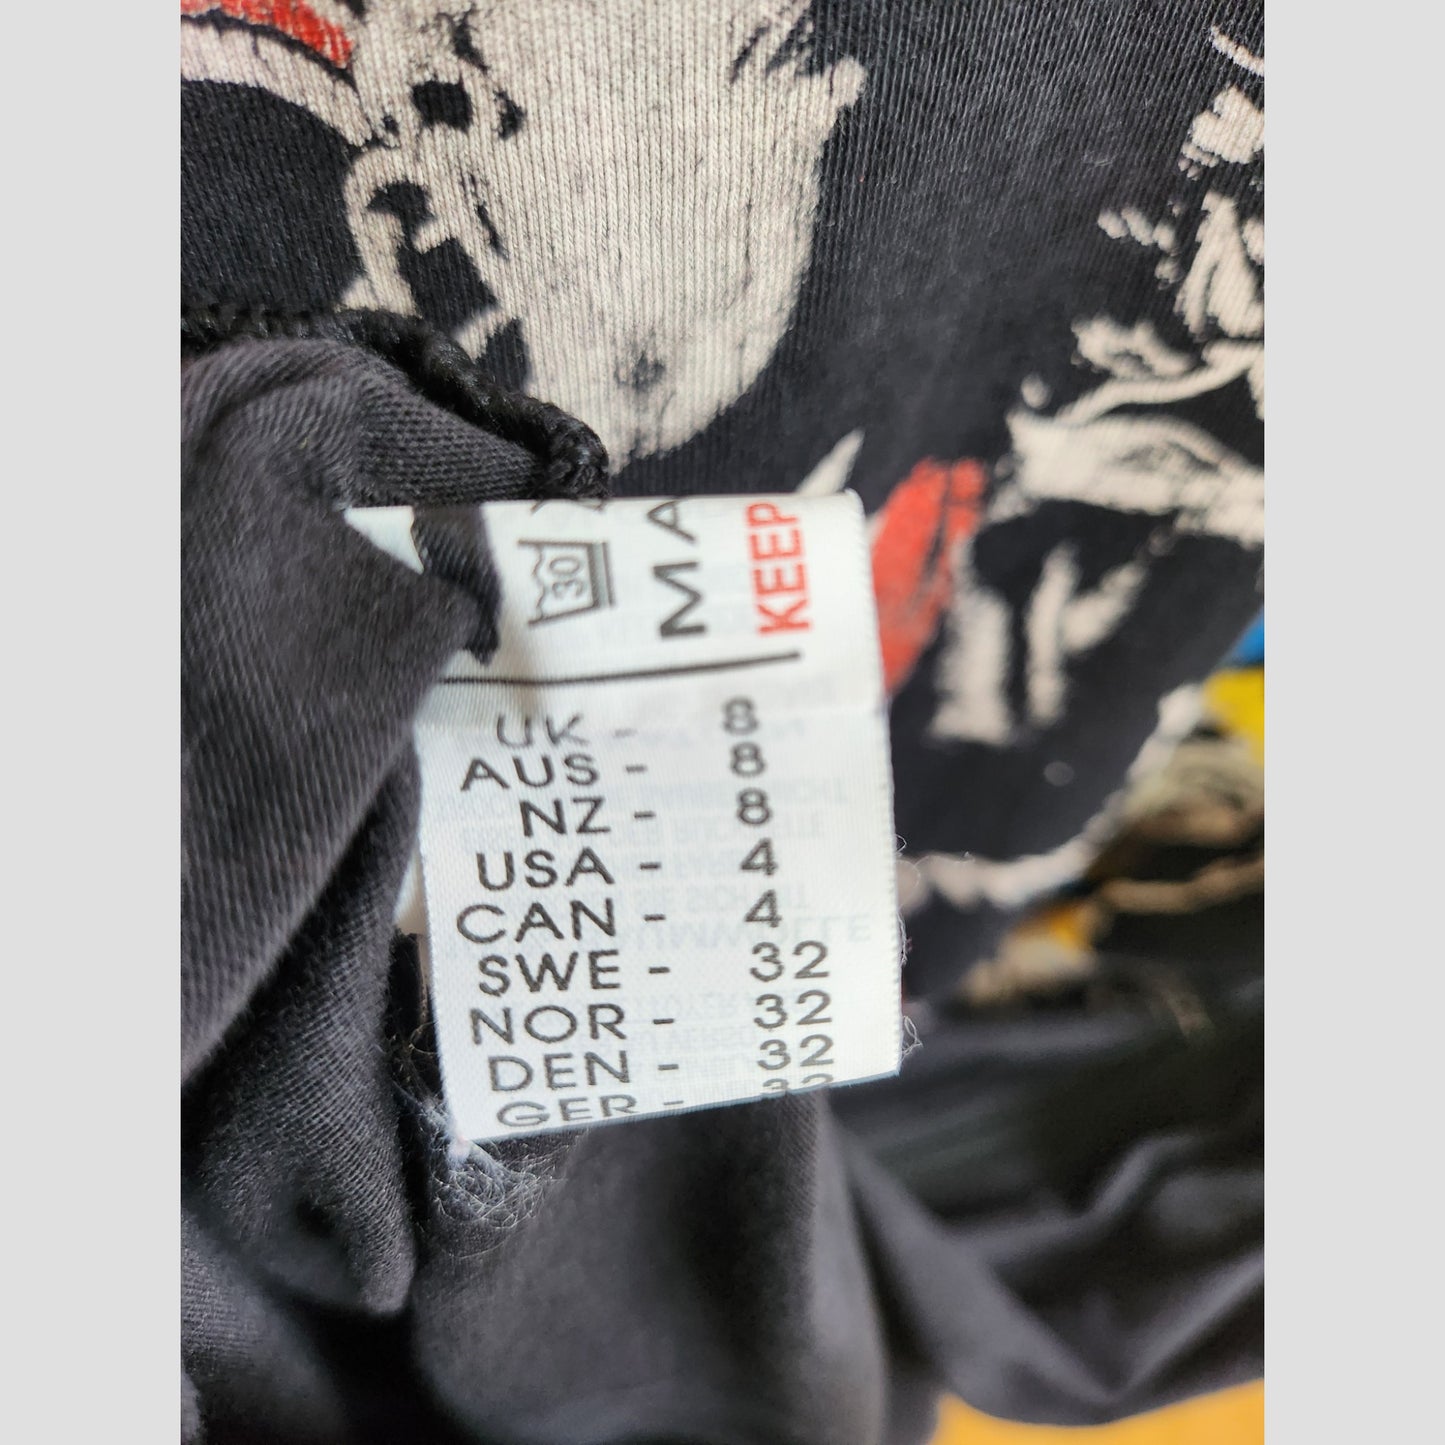 30
MA
KEEP
UK - 8
AUS - 8
NZ - 8
USA - 4
CAN - 4
SWE - 32
NOR - 32
DEN - 32
GER - 32